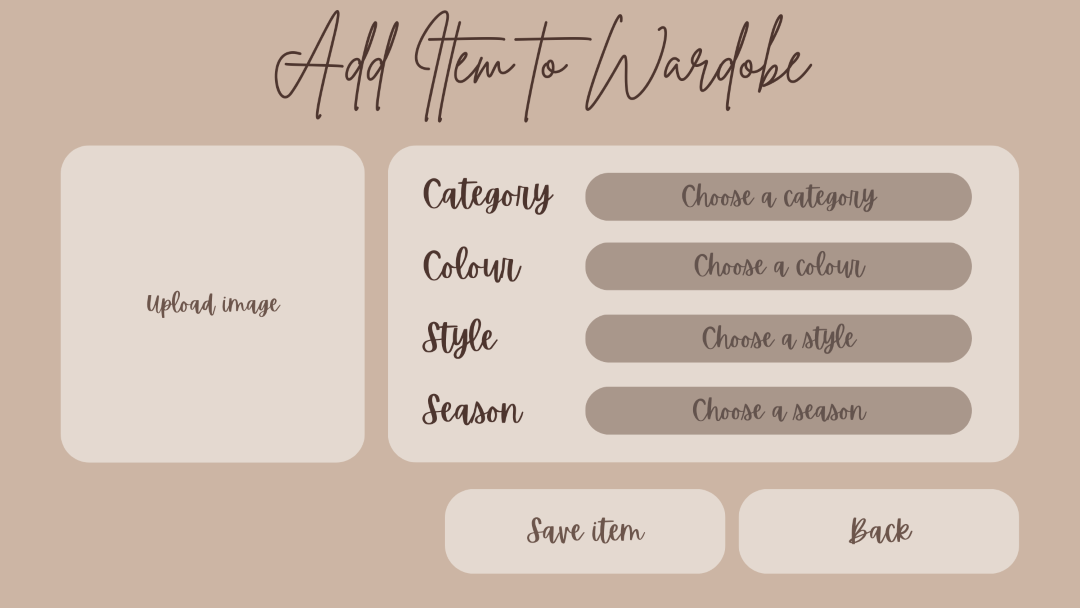 Add Item to Wardobe
Upload image
Category
Choose a category
Colour
Choose a colour
Style
Choose a style
Season
Choose a season
Save item
Back